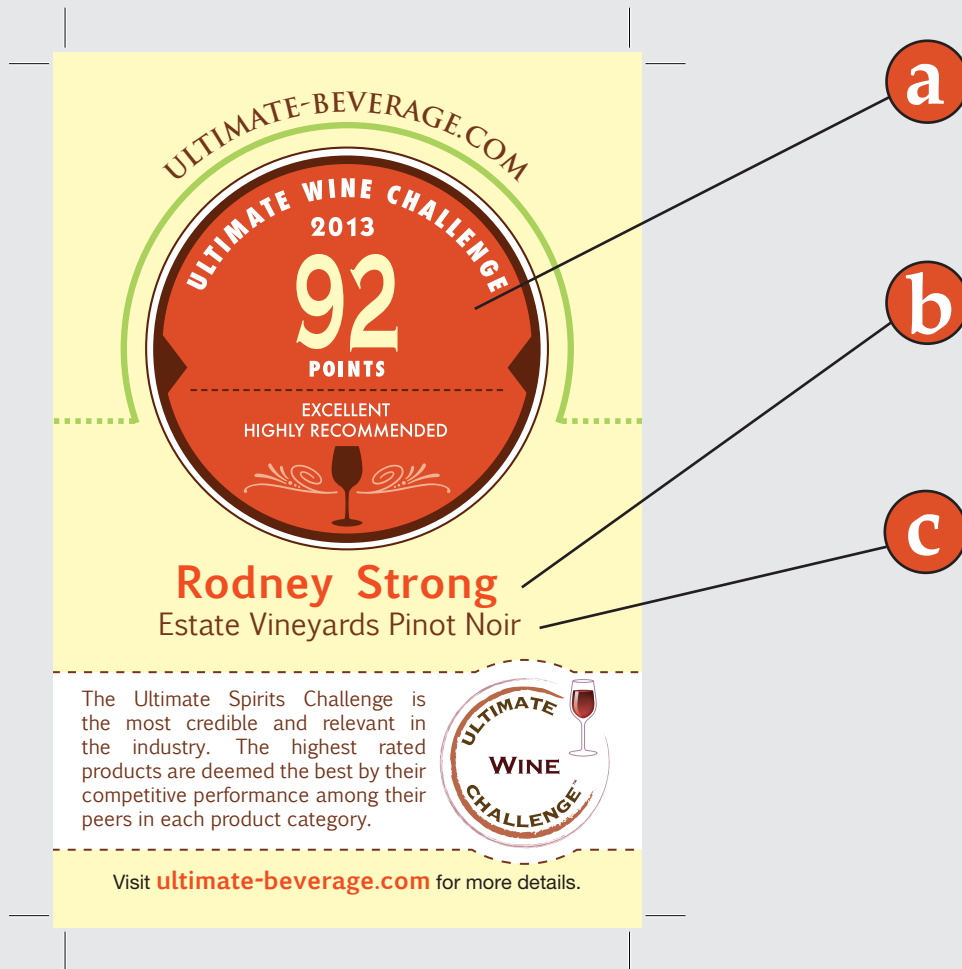 ULTIMATE-BEVERAGE.COM
a
ULTIMATE WINE CHALLENGE
2013
92
POINTS
EXCELLENT
HIGHLY RECOMMENDED
b
Rodney Strong
Estate Vineyards Pinot Noir
c
The Ultimate Spirits Challenge is
the most credible and relevant in
the industry. The highest rated
products are deemed the best by their
competitive performance among their
peers in each product category.
ULTIMATE
WINE
CHALLENGE™
Visit ultimate-beverage.com for more details.